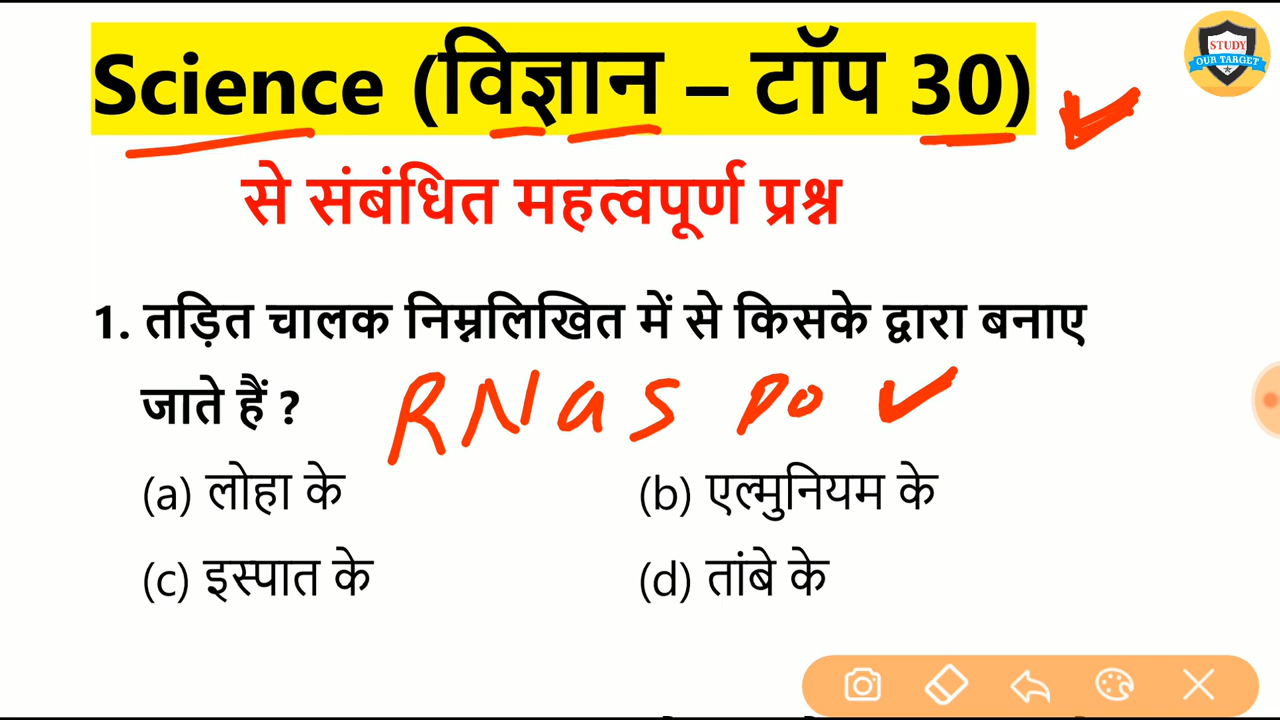 Science (विज्ञान – टॉप 30)
STUDY
OUR TARGET
से संबंधित महत्वपूर्ण प्रश्न
1. तड़ित चालक निम्नलिखित में से किसके द्वारा बनाए
जाते हैं ?
RNAS Po
(a) लोहा के (b) एल्मुनियम के
(c) इस्पात के (d) तांबे के